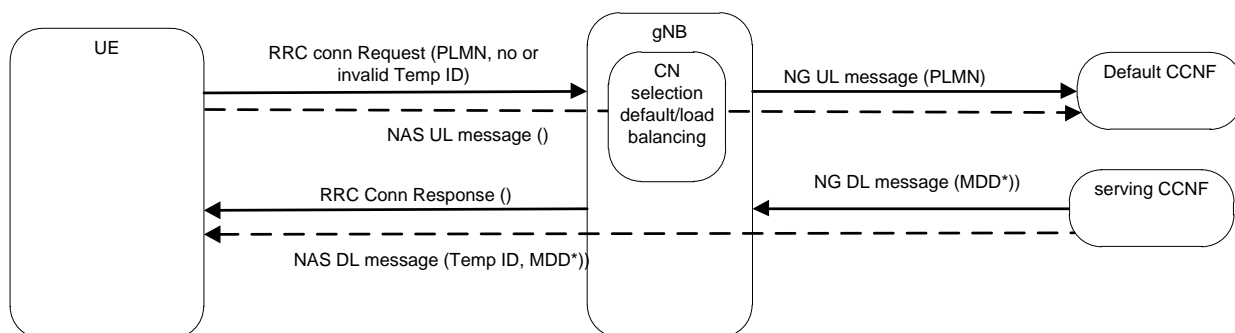 UE
gNB
RRC conn Request (PLMN, no or
invalid Temp ID)
CN
selection
default/load
balancing
NG UL message (PLMN)
Default CCNF
NAS UL message ()
RRC Conn Response ()
NG DL message (MDD*))
serving CCNF
NAS DL message (Temp ID, MDD*))